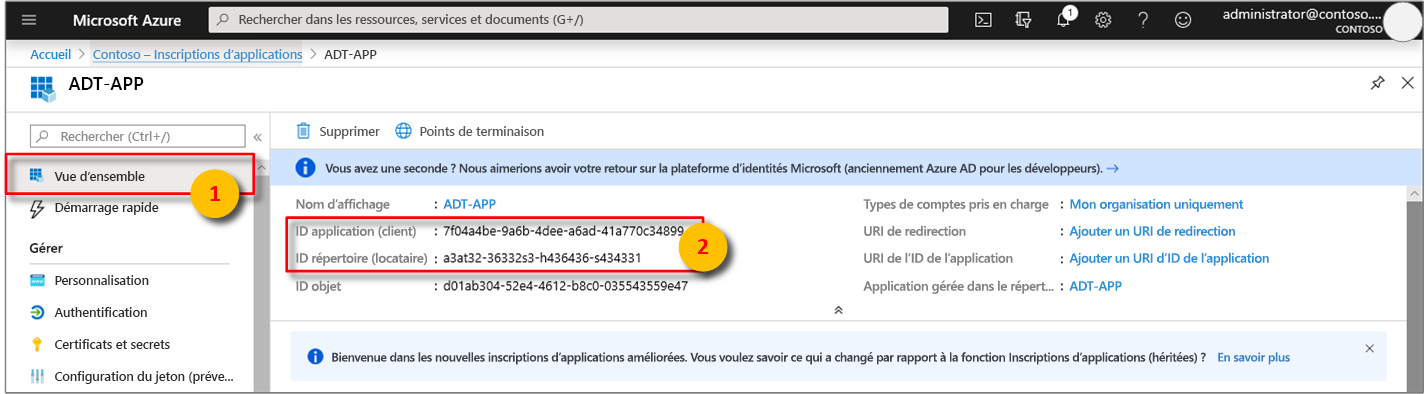 Microsoft Azure
Rechercher dans les ressources, services et documents (G+/)
1
administrator@contoso....
CONTOSO
Accueil > Contoso – Inscriptions d'applications > ADT-APP
ADT-APP
Rechercher (Ctrl+/)
«
Supprimer
Points de terminaison
Vue d'ensemble
1
Démarrage rapide
Gérer
Personnalisation
Authentification
Certificats et secrets
Configuration du jeton (préve...
Vous avez une seconde ? Nous aimerions avoir votre retour sur la plateforme d'identités Microsoft (anciennement Azure AD pour les développeurs). →
Nom d'affichage : ADT-APP
ID application (client) : 7f04a4be-9a6b-4dee-a6ad-41a770c34899
ID répertoire (locataire) : a3at32-36332s3-h436436-s434331
2
ID objet : d01ab304-52e4-4612-b8c0-035543559e47
Types de comptes pris en charge : Mon organisation uniquement
URI de redirection : Ajouter un URI de redirection
URI de l'ID de l'application : Ajouter un URI d'ID de l'application
Application gérée dans le répert... : ADT-APP
Bienvenue dans les nouvelles inscriptions d'applications améliorées. Vous voulez savoir ce qui a changé par rapport à la fonction Inscriptions d'applications (héritées) ? En savoir plus